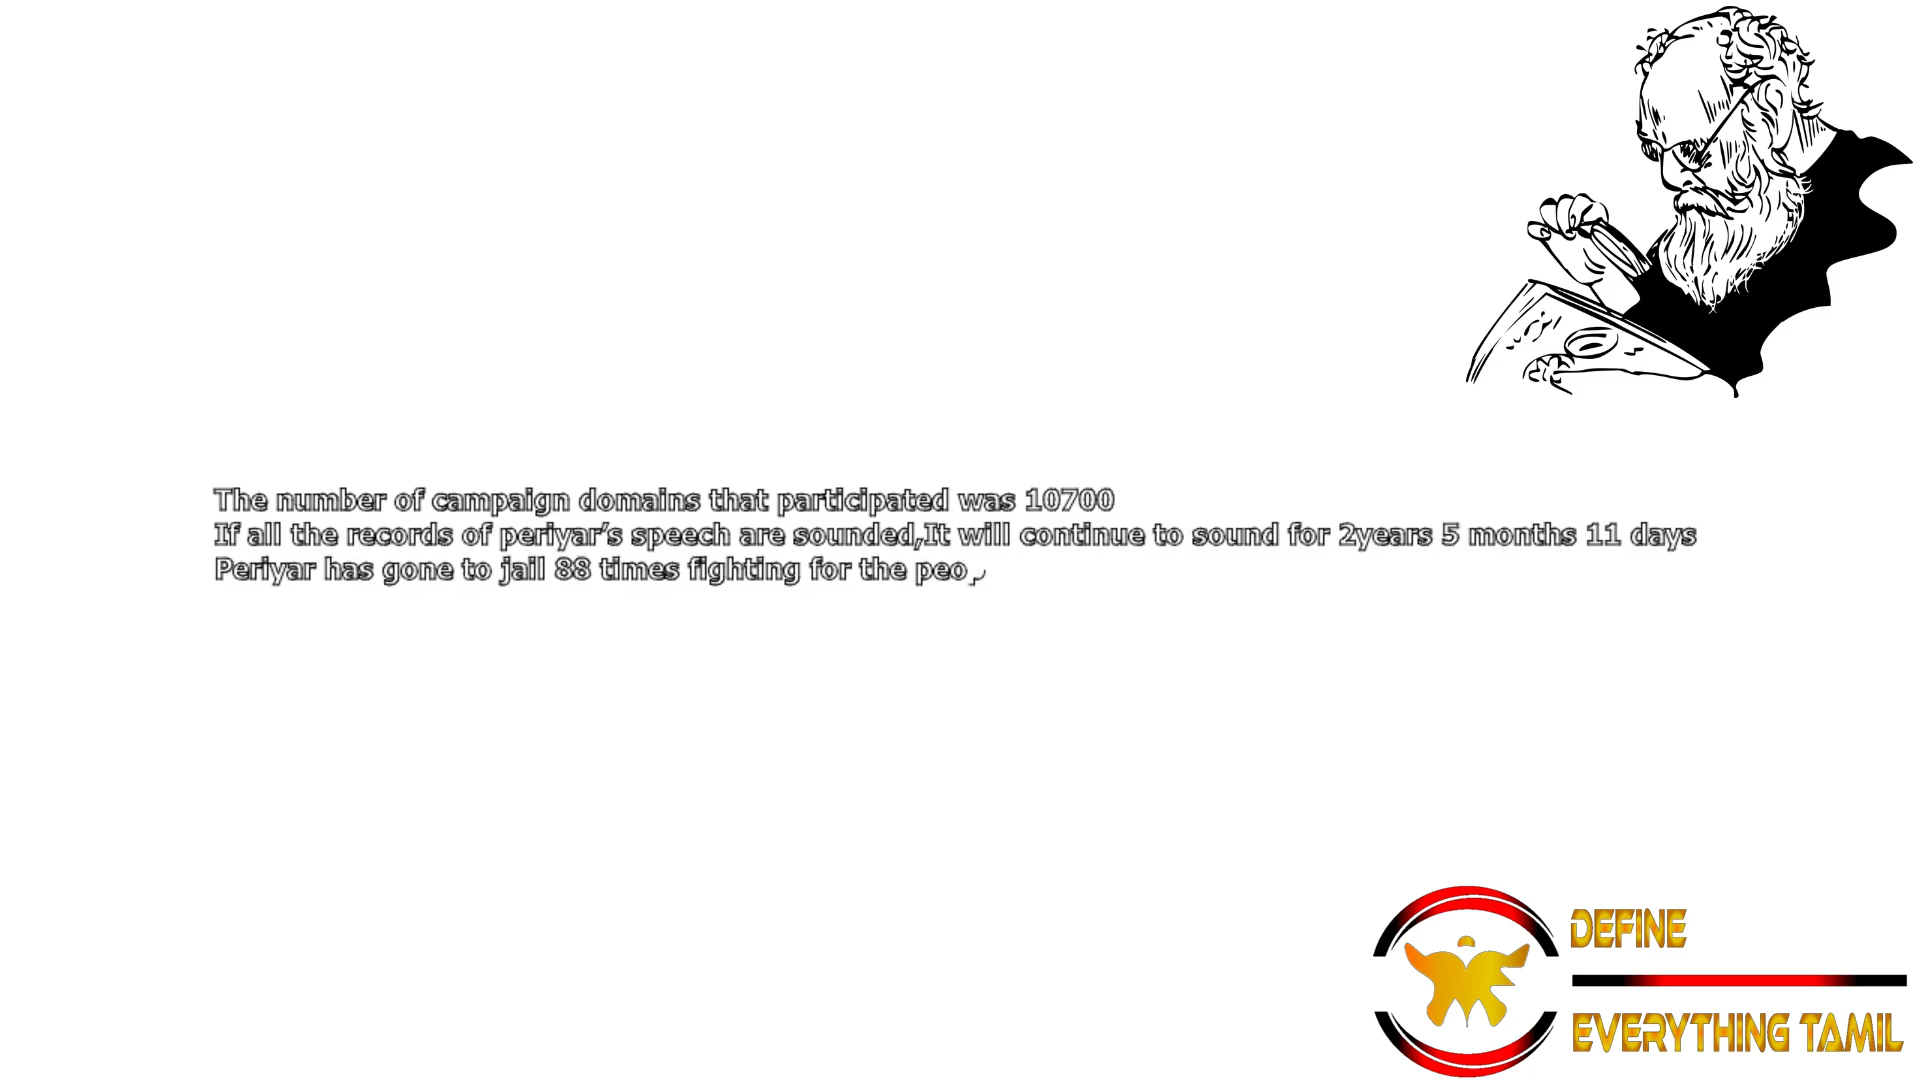 The number of campaign domains that participated was 10700
If all the records of periyar's speech are sounded,It will continue to sound for 2years 5 months 11 days
Periyar has gone to jail 88 times fighting for the peo
DEFINE
EVERYTHING TAMIL